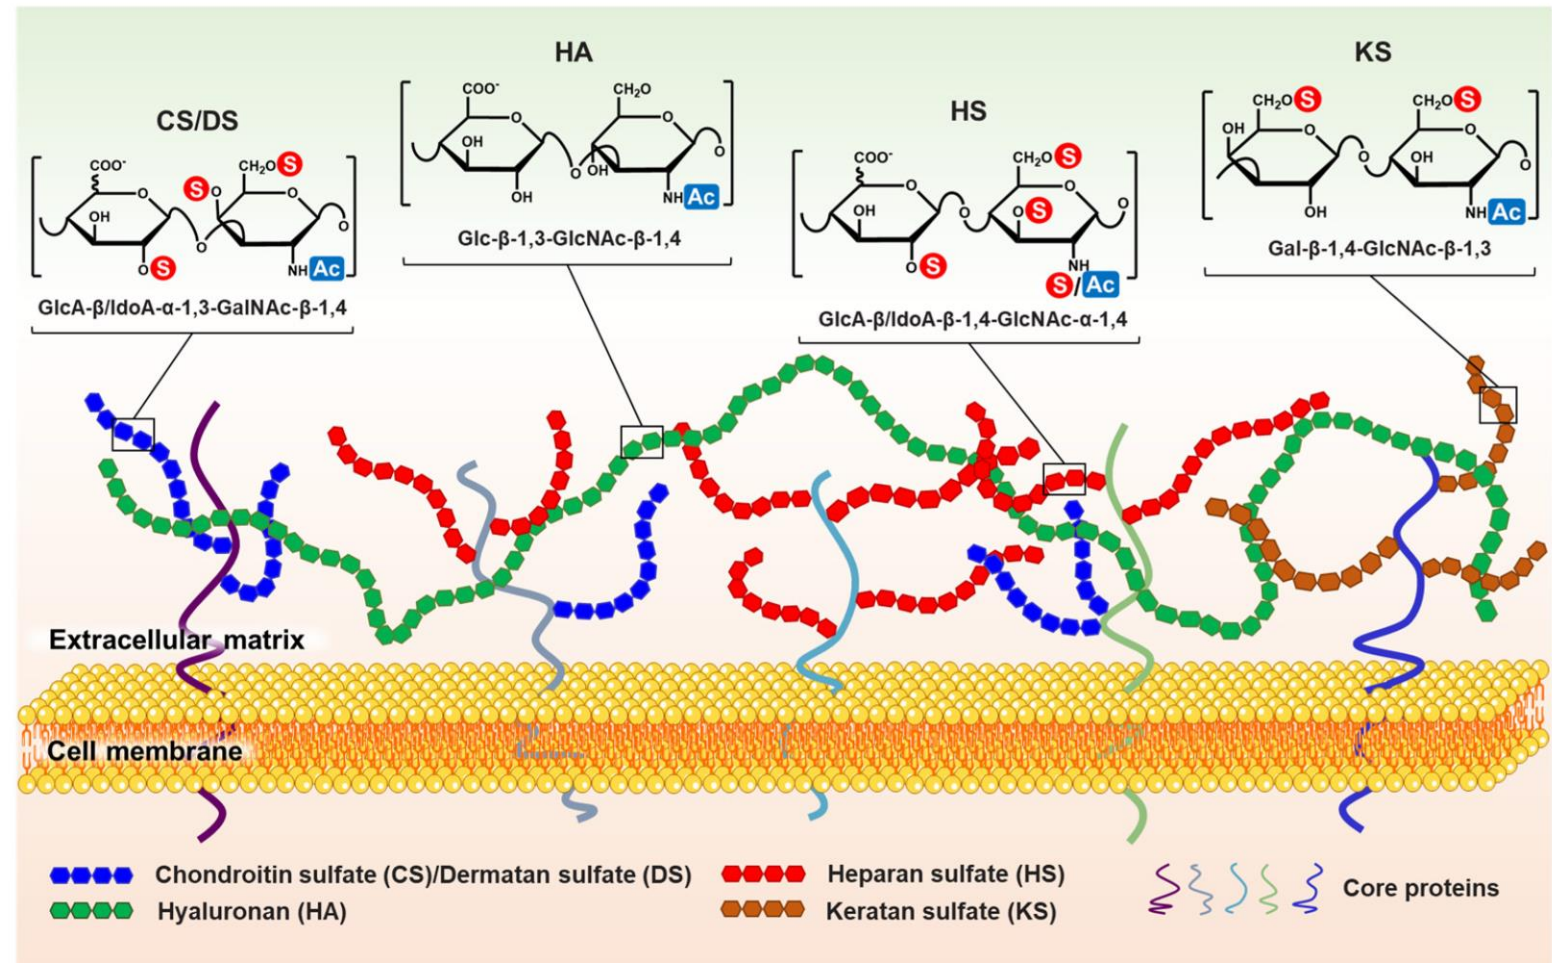 HA
KS
CS/DS
HS
COO⁻
O
OH
O
S
O
S
CH₂O
S
O
O
NH
Ac
GlcA-β/IdoA-α-1,3-GalNAc-β-1,4
COO⁻
O
OH
OH
O
CH₂O
O
OH
O
NH
Ac
Glc-β-1,3-GlcNAc-β-1,4
COO⁻
O
OH
O
S
O
CH₂O
S
O
O
S
O
NH
S/Ac
GlcA-β/IdoA-β-1,4-GlcNAc-α-1,4
CH₂O
S
OH
O
OH
O
CH₂O
S
O
OH
O
NH
Ac
Gal-β-1,4-GlcNAc-β-1,3
Extracellular matrix
Cell membrane
Chondroitin sulfate (CS)/Dermatan sulfate (DS)
Hyaluronan (HA)
Heparan sulfate (HS)
Keratan sulfate (KS)
Core proteins